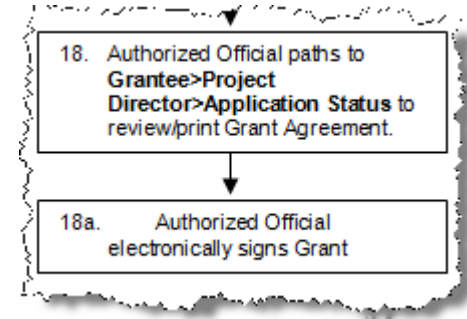 18. Authorized Official paths to
Grantee>Project
Director>Application Status to
review/print Grant Agreement.
18a. Authorized Official
electronically signs Grant